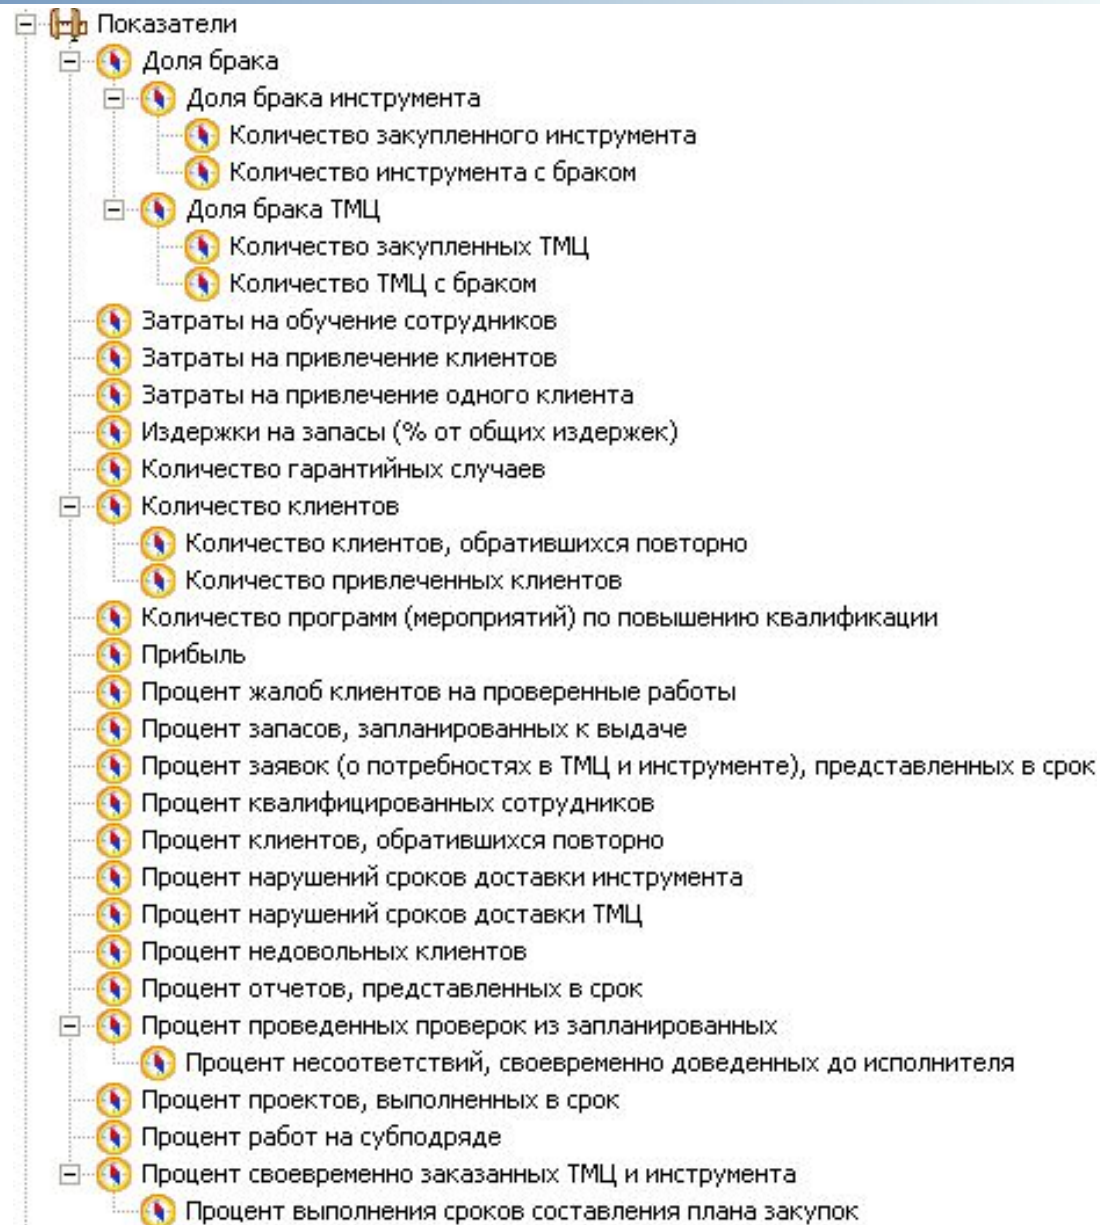 Показатели
Доля брака
Доля брака инструмента
Количество закупленного инструмента
Количество инструмента с браком
Доля брака ТМЦ
Количество закупленных ТМЦ
Количество ТМЦ с браком
Затраты на обучение сотрудников
Затраты на привлечение клиентов
Затраты на привлечение одного клиента
Издержки на запасы (% от общих издержек)
Количество гарантийных случаев
Количество клиентов
Количество клиентов, обратившихся повторно
Количество привлеченных клиентов
Количество программ (мероприятий) по повышению квалификации
Прибыль
Процент жалоб клиентов на проверенные работы
Процент запасов, запланированных к выдаче
Процент заявок (о потребностях в ТМЦ и инструменте), представленных в срок
Процент квалифицированных сотрудников
Процент клиентов, обратившихся повторно
Процент нарушений сроков доставки инструмента
Процент нарушений сроков доставки ТМЦ
Процент недовольных клиентов
Процент отчетов, представленных в срок
Процент проведенных проверок из запланированных
Процент несоответствий, своевременно доведенных до исполнителя
Процент проектов, выполненных в срок
Процент работ на субподряде
Процент своевременно заказанных ТМЦ и инструмента
Процент выполнения сроков составления плана закупок